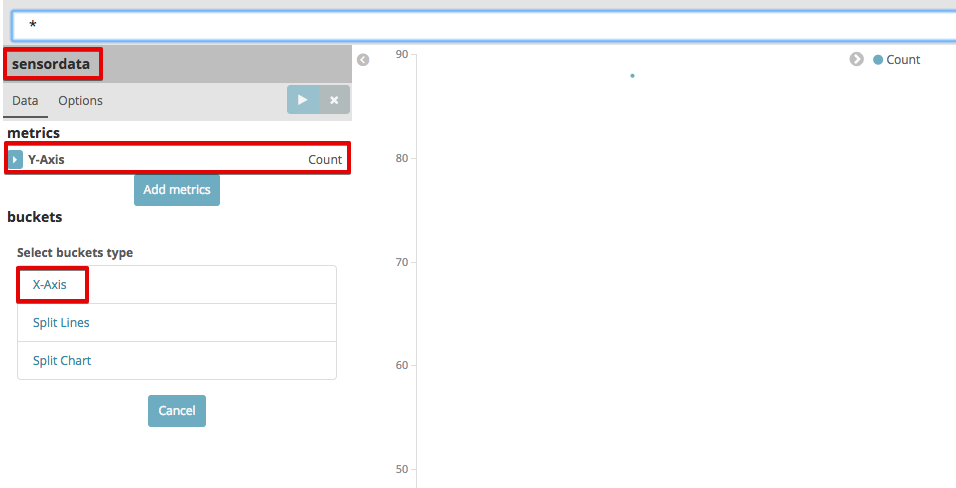 *
sensordata
Data Options
metrics
Y-Axis Count
Add metrics
buckets
Select buckets type
X-Axis
Split Lines
Split Chart
Cancel
90
Count
80
70
60
50